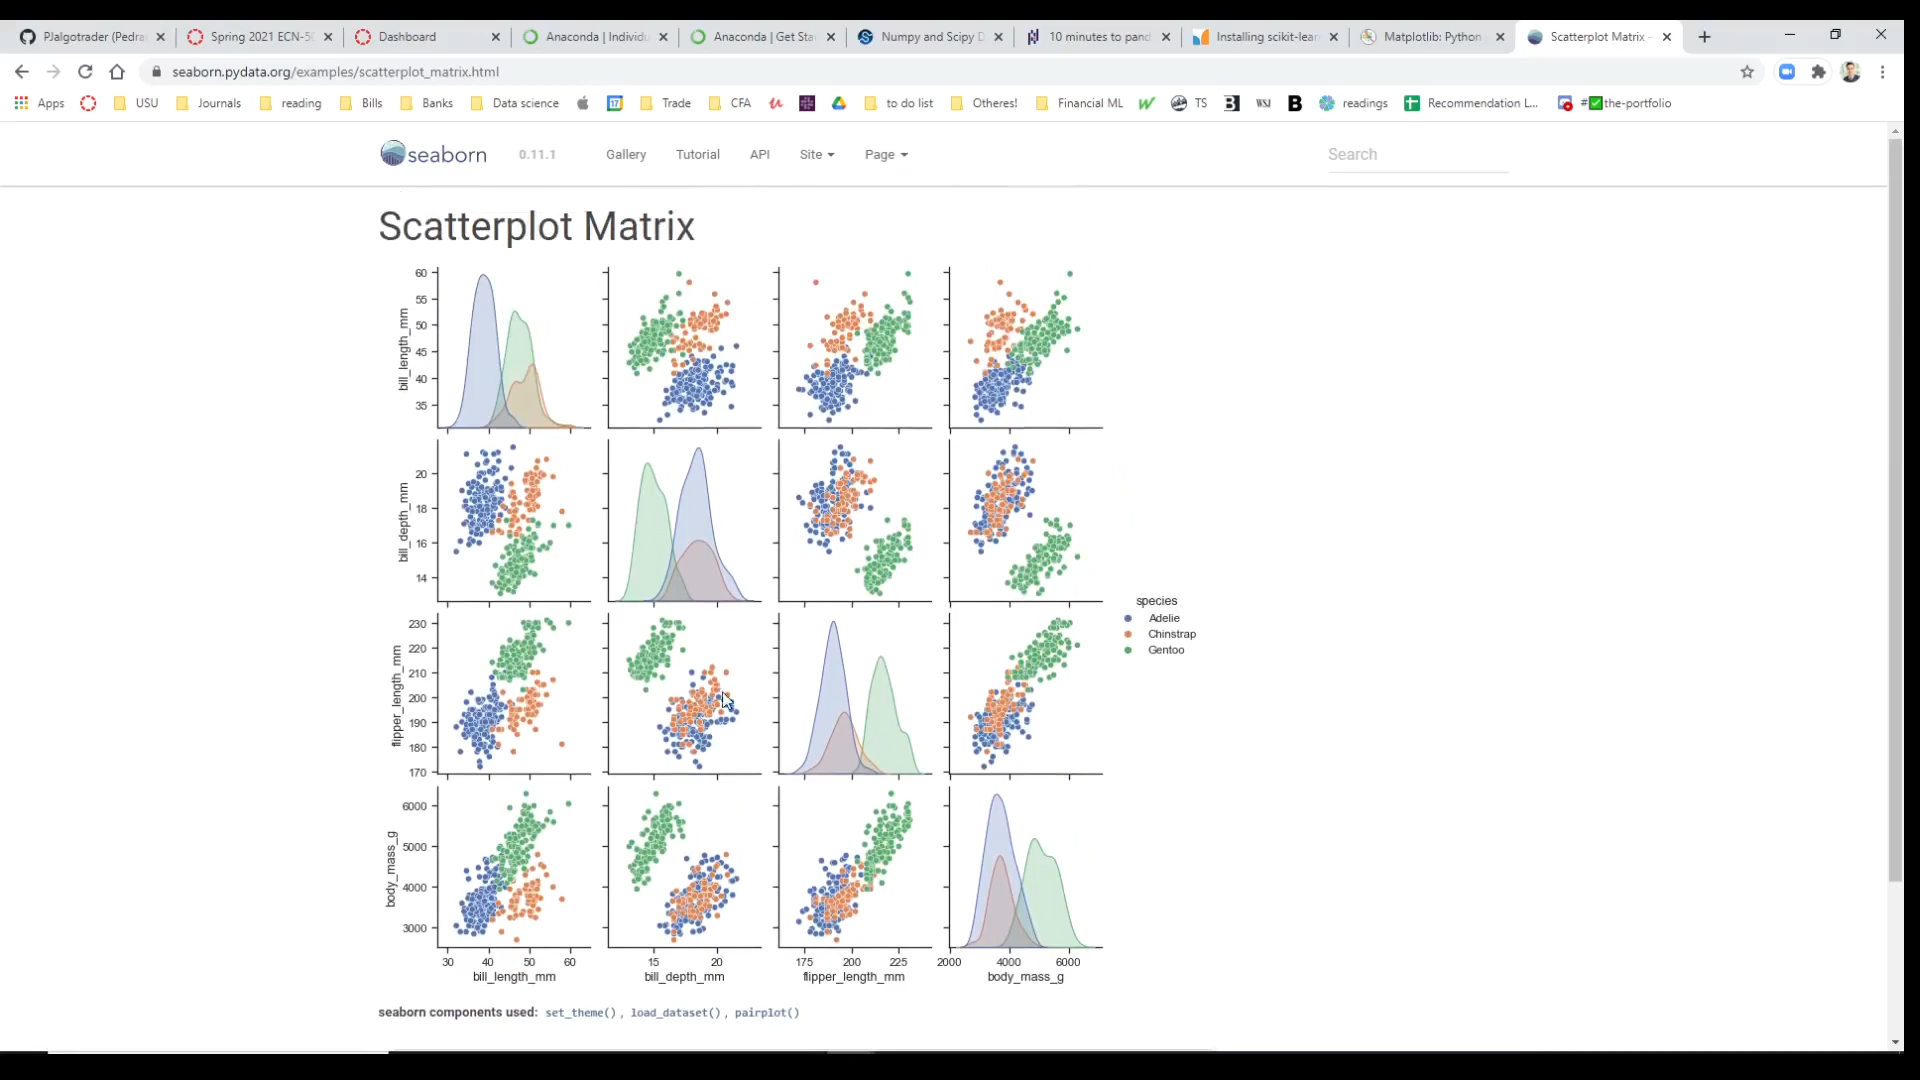 PJalgotrader (Pedra
Spring 2021 ECN-5
Dashboard
Anaconda | Individu
Anaconda | Get Sta
Numpy and Scipy D
10 minutes to pand
Installing scikit-lear
Matplotlib: Python
Scatterplot Matrix -
seaborn.pydata.org/examples/scatterplot_matrix.html
Apps
USU
Journals
reading
Bills
Banks
Data science
17
Trade
CFA
to do list
Otheres!
Financial ML
TS
WSJ
B
readings
Recommendation L...
#✅the-portfolio
seaborn
0.11.1
Gallery
Tutorial
API
Site
Page
Search
Scatterplot Matrix
60
55
50
45
40
35
bill_length_mm
20
18
16
14
bill_depth_mm
species
Adelie
Chinstrap
Gentoo
230
220
210
200
190
180
170
flipper_length_mm
6000
5000
4000
3000
body_mass_g
30 40 50 60
15 20
175 200 225
2000 4000 6000
bill_length_mm
bill_depth_mm
flipper_length_mm
body_mass_g
seaborn components used: set_theme(), load_dataset(), pairplot()